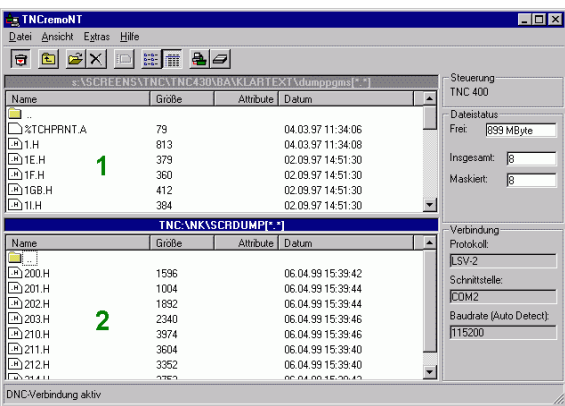 TNCremoNT
Datei Ansicht Extras Hilfe
s:\SCREENS\TNC\TNC430\BA\KLARTEXT\dumppgms[*.*]
Name Größe Attribute Datum
..
%TCHPRNT.A 79 04.03.97 11:34:06
1.H 813 04.03.97 11:34:08
1E.H 379 02.09.97 14:51:30
1F.H 360 02.09.97 14:51:30
1GB.H 412 02.09.97 14:51:30
1I.H 384 02.09.97 14:51:30
1
TNC:\NK\SCRDUMP[*.*]
Name Größe Attribute Datum
..
200.H 1596 06.04.99 15:39:42
201.H 1004 06.04.99 15:39:44
202.H 1892 06.04.99 15:39:44
203.H 2340 06.04.99 15:39:46
210.H 3974 06.04.99 15:39:46
211.H 3604 06.04.99 15:39:40
212.H 3352 06.04.99 15:39:40
2
Steuerung
TNC 400
Dateistatus
Frei: 899 MByte
Insgesamt: 8
Maskiert: 8
Verbindung
Protokoll:
LSV-2
Schnittstelle:
COM2
Baudrate (Auto Detect):
115200
DNC-Verbindung aktiv